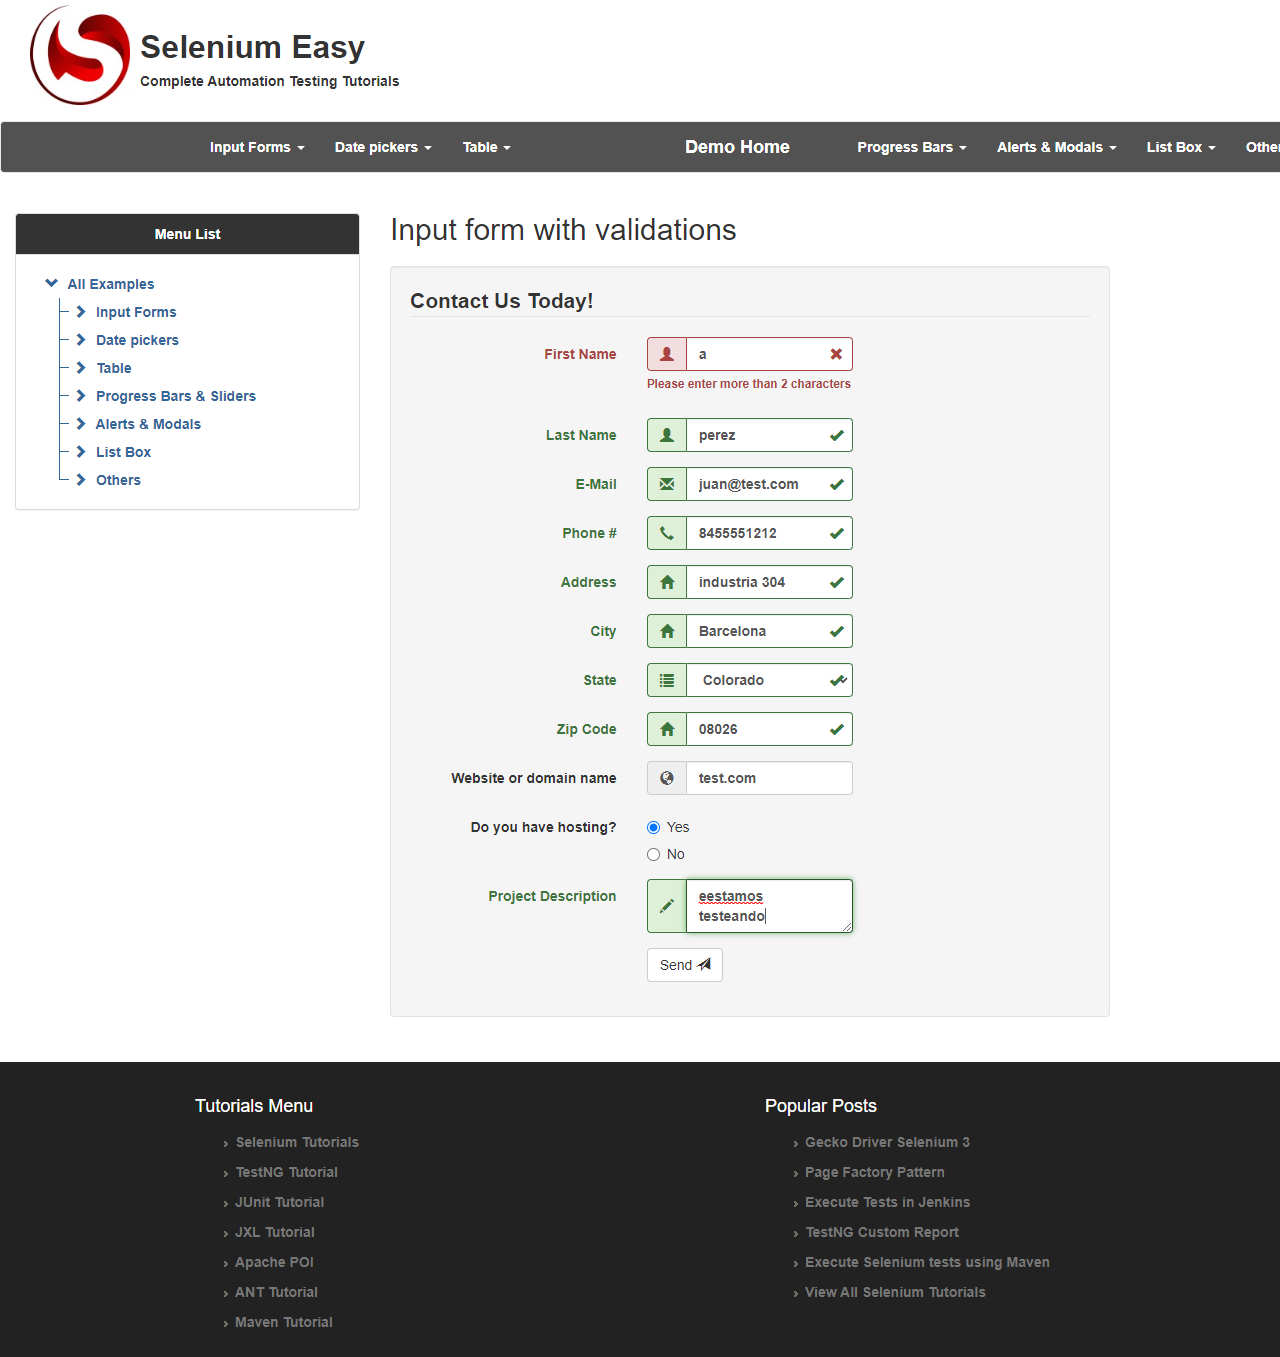 Selenium Easy
Complete Automation Testing Tutorials
Input Forms Date pickers Table Demo Home Progress Bars Alerts & Modals List Box Other
Menu List
All Examples
Input Forms
Date pickers
Table
Progress Bars & Sliders
Alerts & Modals
List Box
Others
Input form with validations
Contact Us Today!
First Name a
Please enter more than 2 characters
Last Name perez
E-Mail juan@test.com
Phone # 8455551212
Address industria 304
City Barcelona
State Colorado
Zip Code 08026
Website or domain name test.com
Do you have hosting? Yes
No
Project Description eestamos
testeando
Send
Tutorials Menu
Selenium Tutorials
TestNG Tutorial
JUnit Tutorial
JXL Tutorial
Apache POI
ANT Tutorial
Maven Tutorial
Popular Posts
Gecko Driver Selenium 3
Page Factory Pattern
Execute Tests in Jenkins
TestNG Custom Report
Execute Selenium tests using Maven
View All Selenium Tutorials